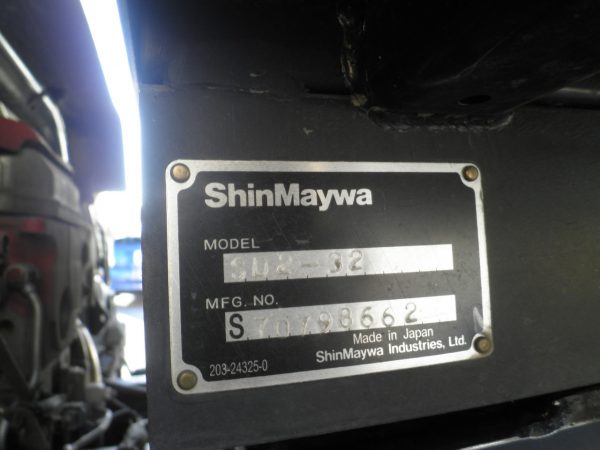 ShinMaywa
MODEL
MFG. NO.
Made in Japan
ShinMaywa Industries, Ltd.
203-24325-0